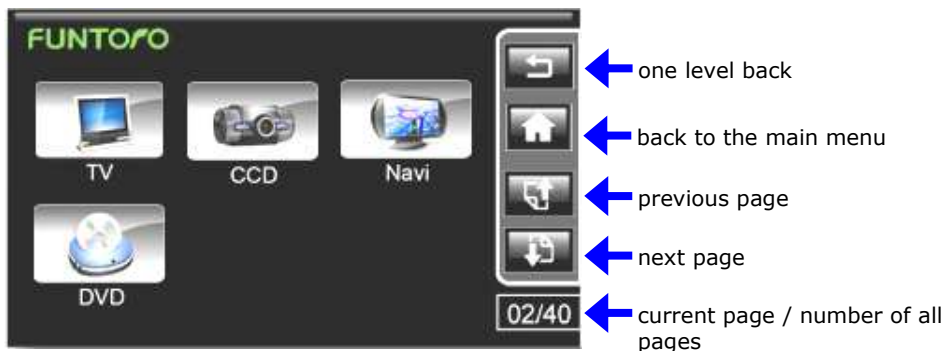 FUNTORO
one level back
TV
CCD
Navi
back to the main menu
previous page
DVD
next page
02/40
current page / number of all
pages